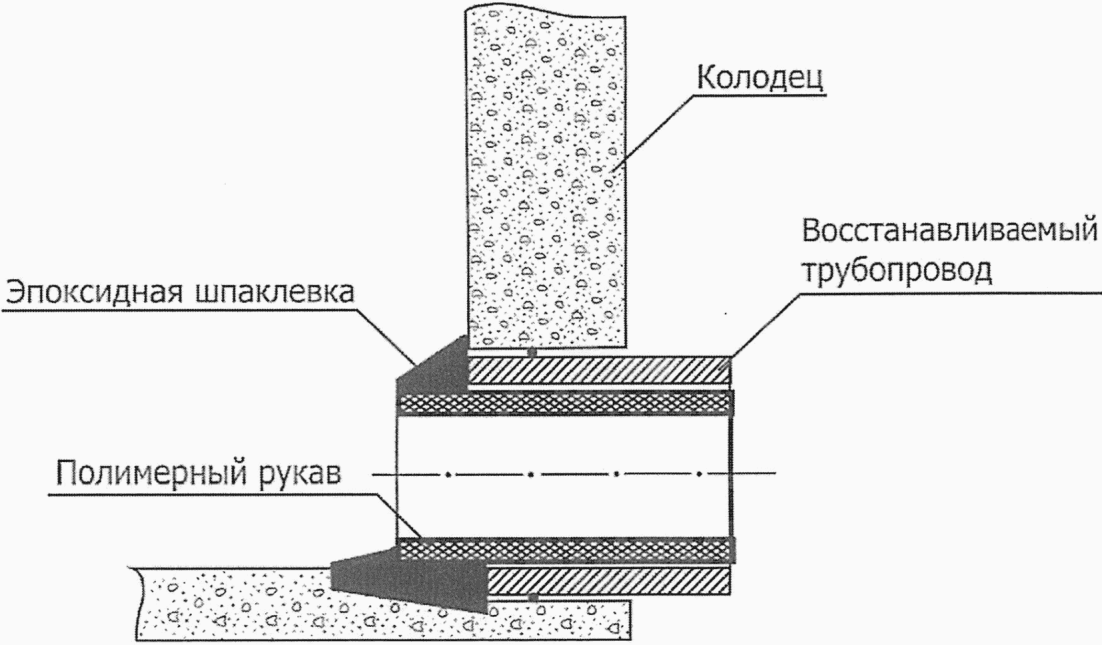 Колодец
Восстанавливаемый
трубопровод
Эпоксидная шпаклевка
Полимерный рукав